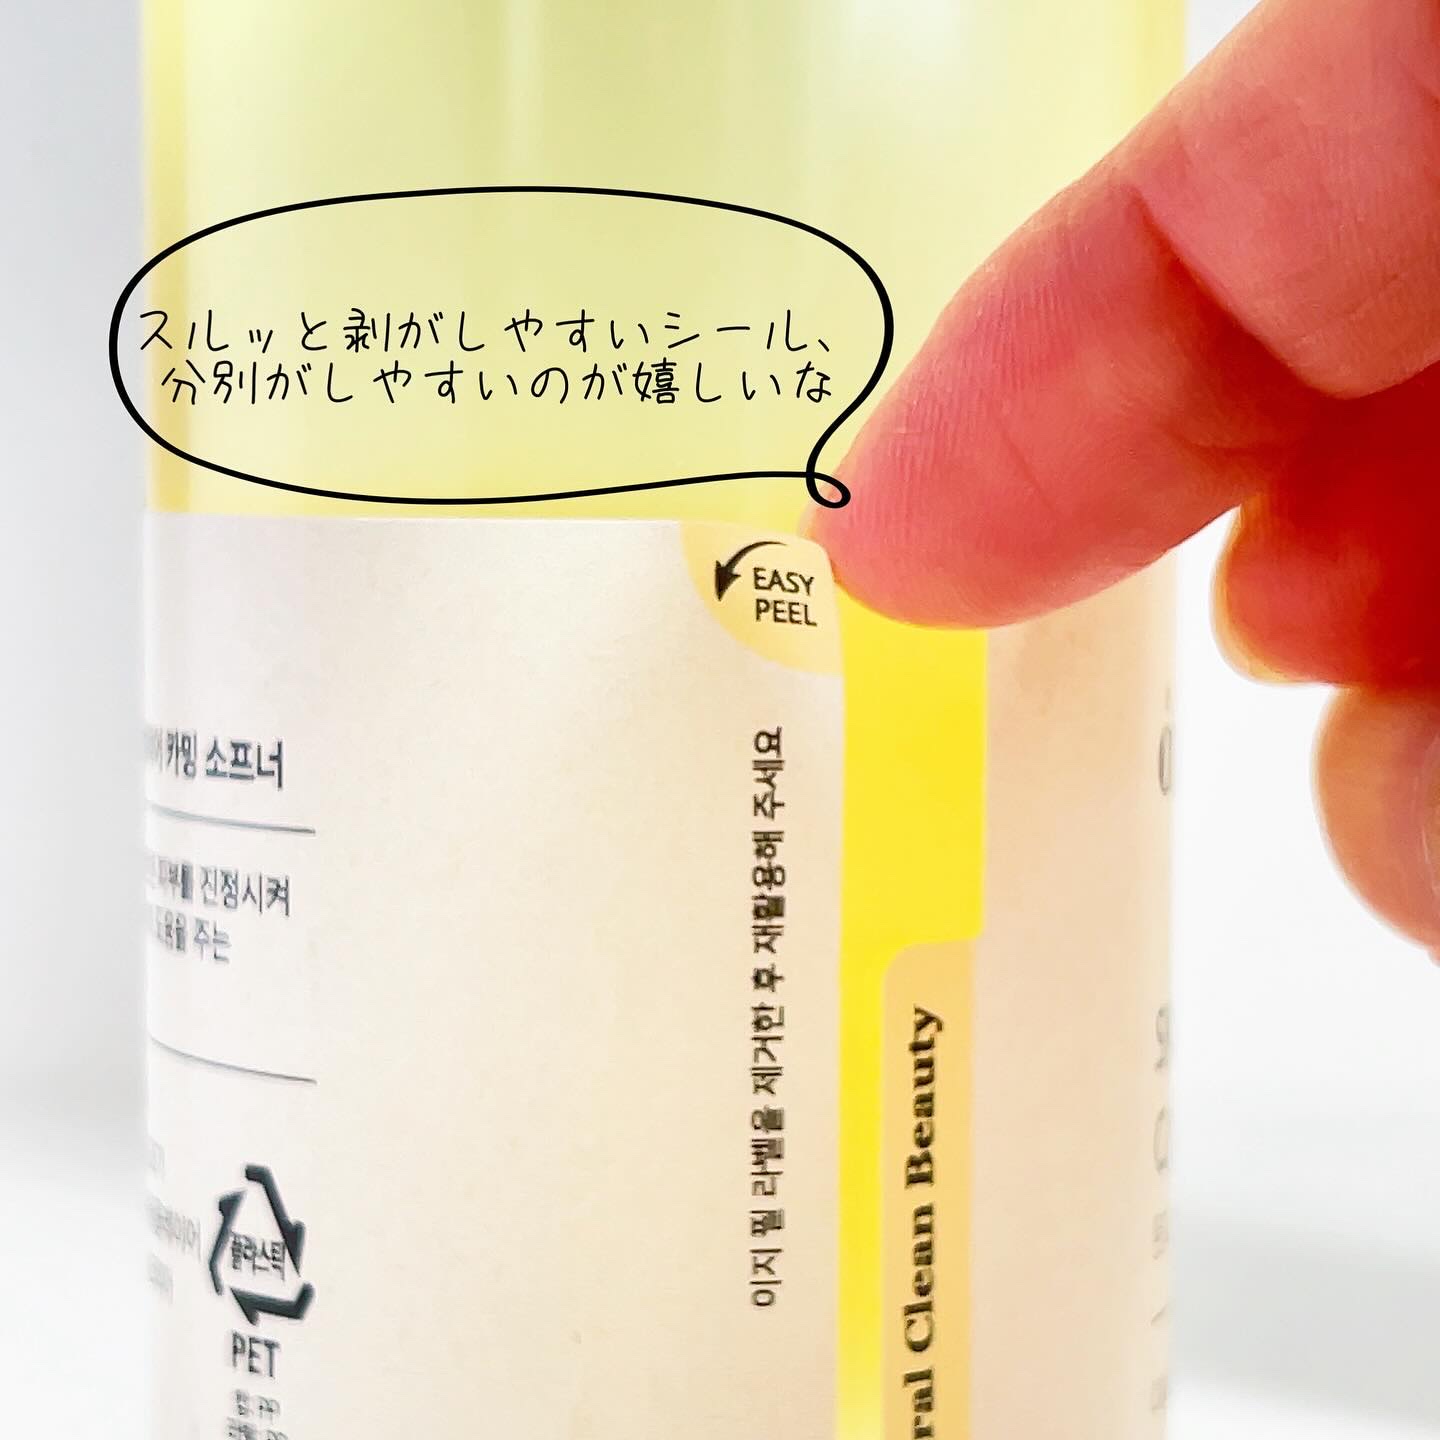 スルッと剥がしやすいシール、
分別がしやすいのが嬉しいな
EASY
PEEL
카밍 소프너
피부를 진정시켜
도움을 주는
이지 필 라벨을 제거한 후 재활용해 주세요
Clean Beauty
플라스틱
PET